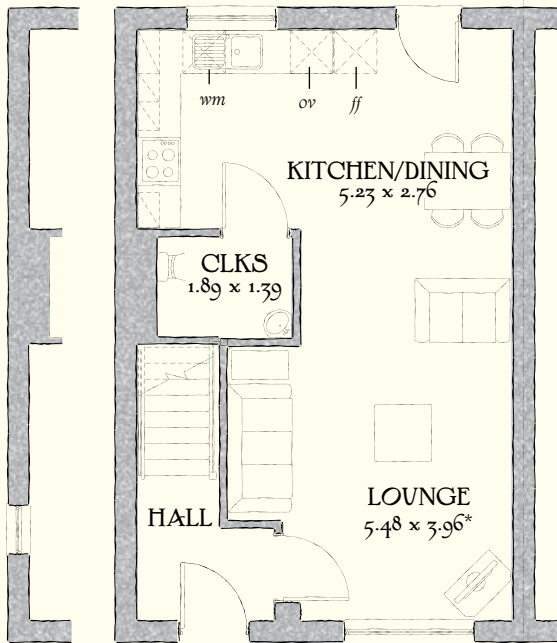 wm
ov
ff
KITCHEN/DINING
5.23 x 2.76
CLKS
1.89 x 1.39
LOUNGE
5.48 x 3.96*
HALL